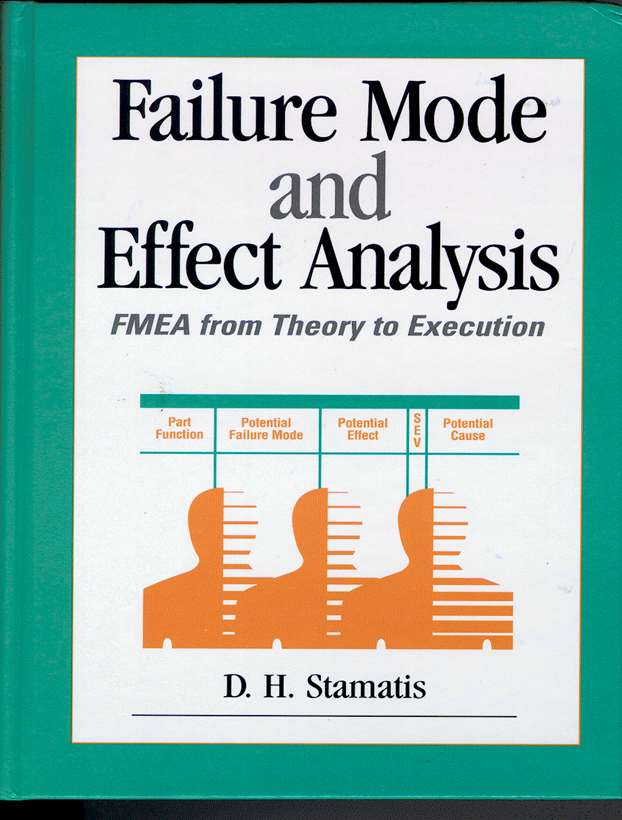 Failure Mode
and
Effect Analysis
FMEA from Theory to Execution
Part
Function
Potential
Failure Mode
Potential
Effect
S
E
V
Potential
Cause
D. H. Stamatis